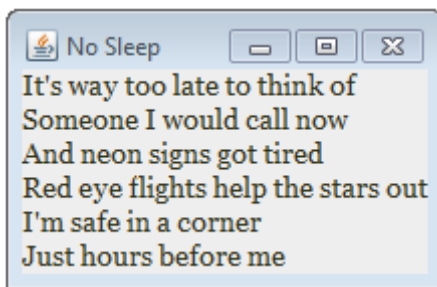 No Sleep
It's way too late to think of
Someone I would call now
And neon signs got tired
Red eye flights help the stars out
I'm safe in a corner
Just hours before me